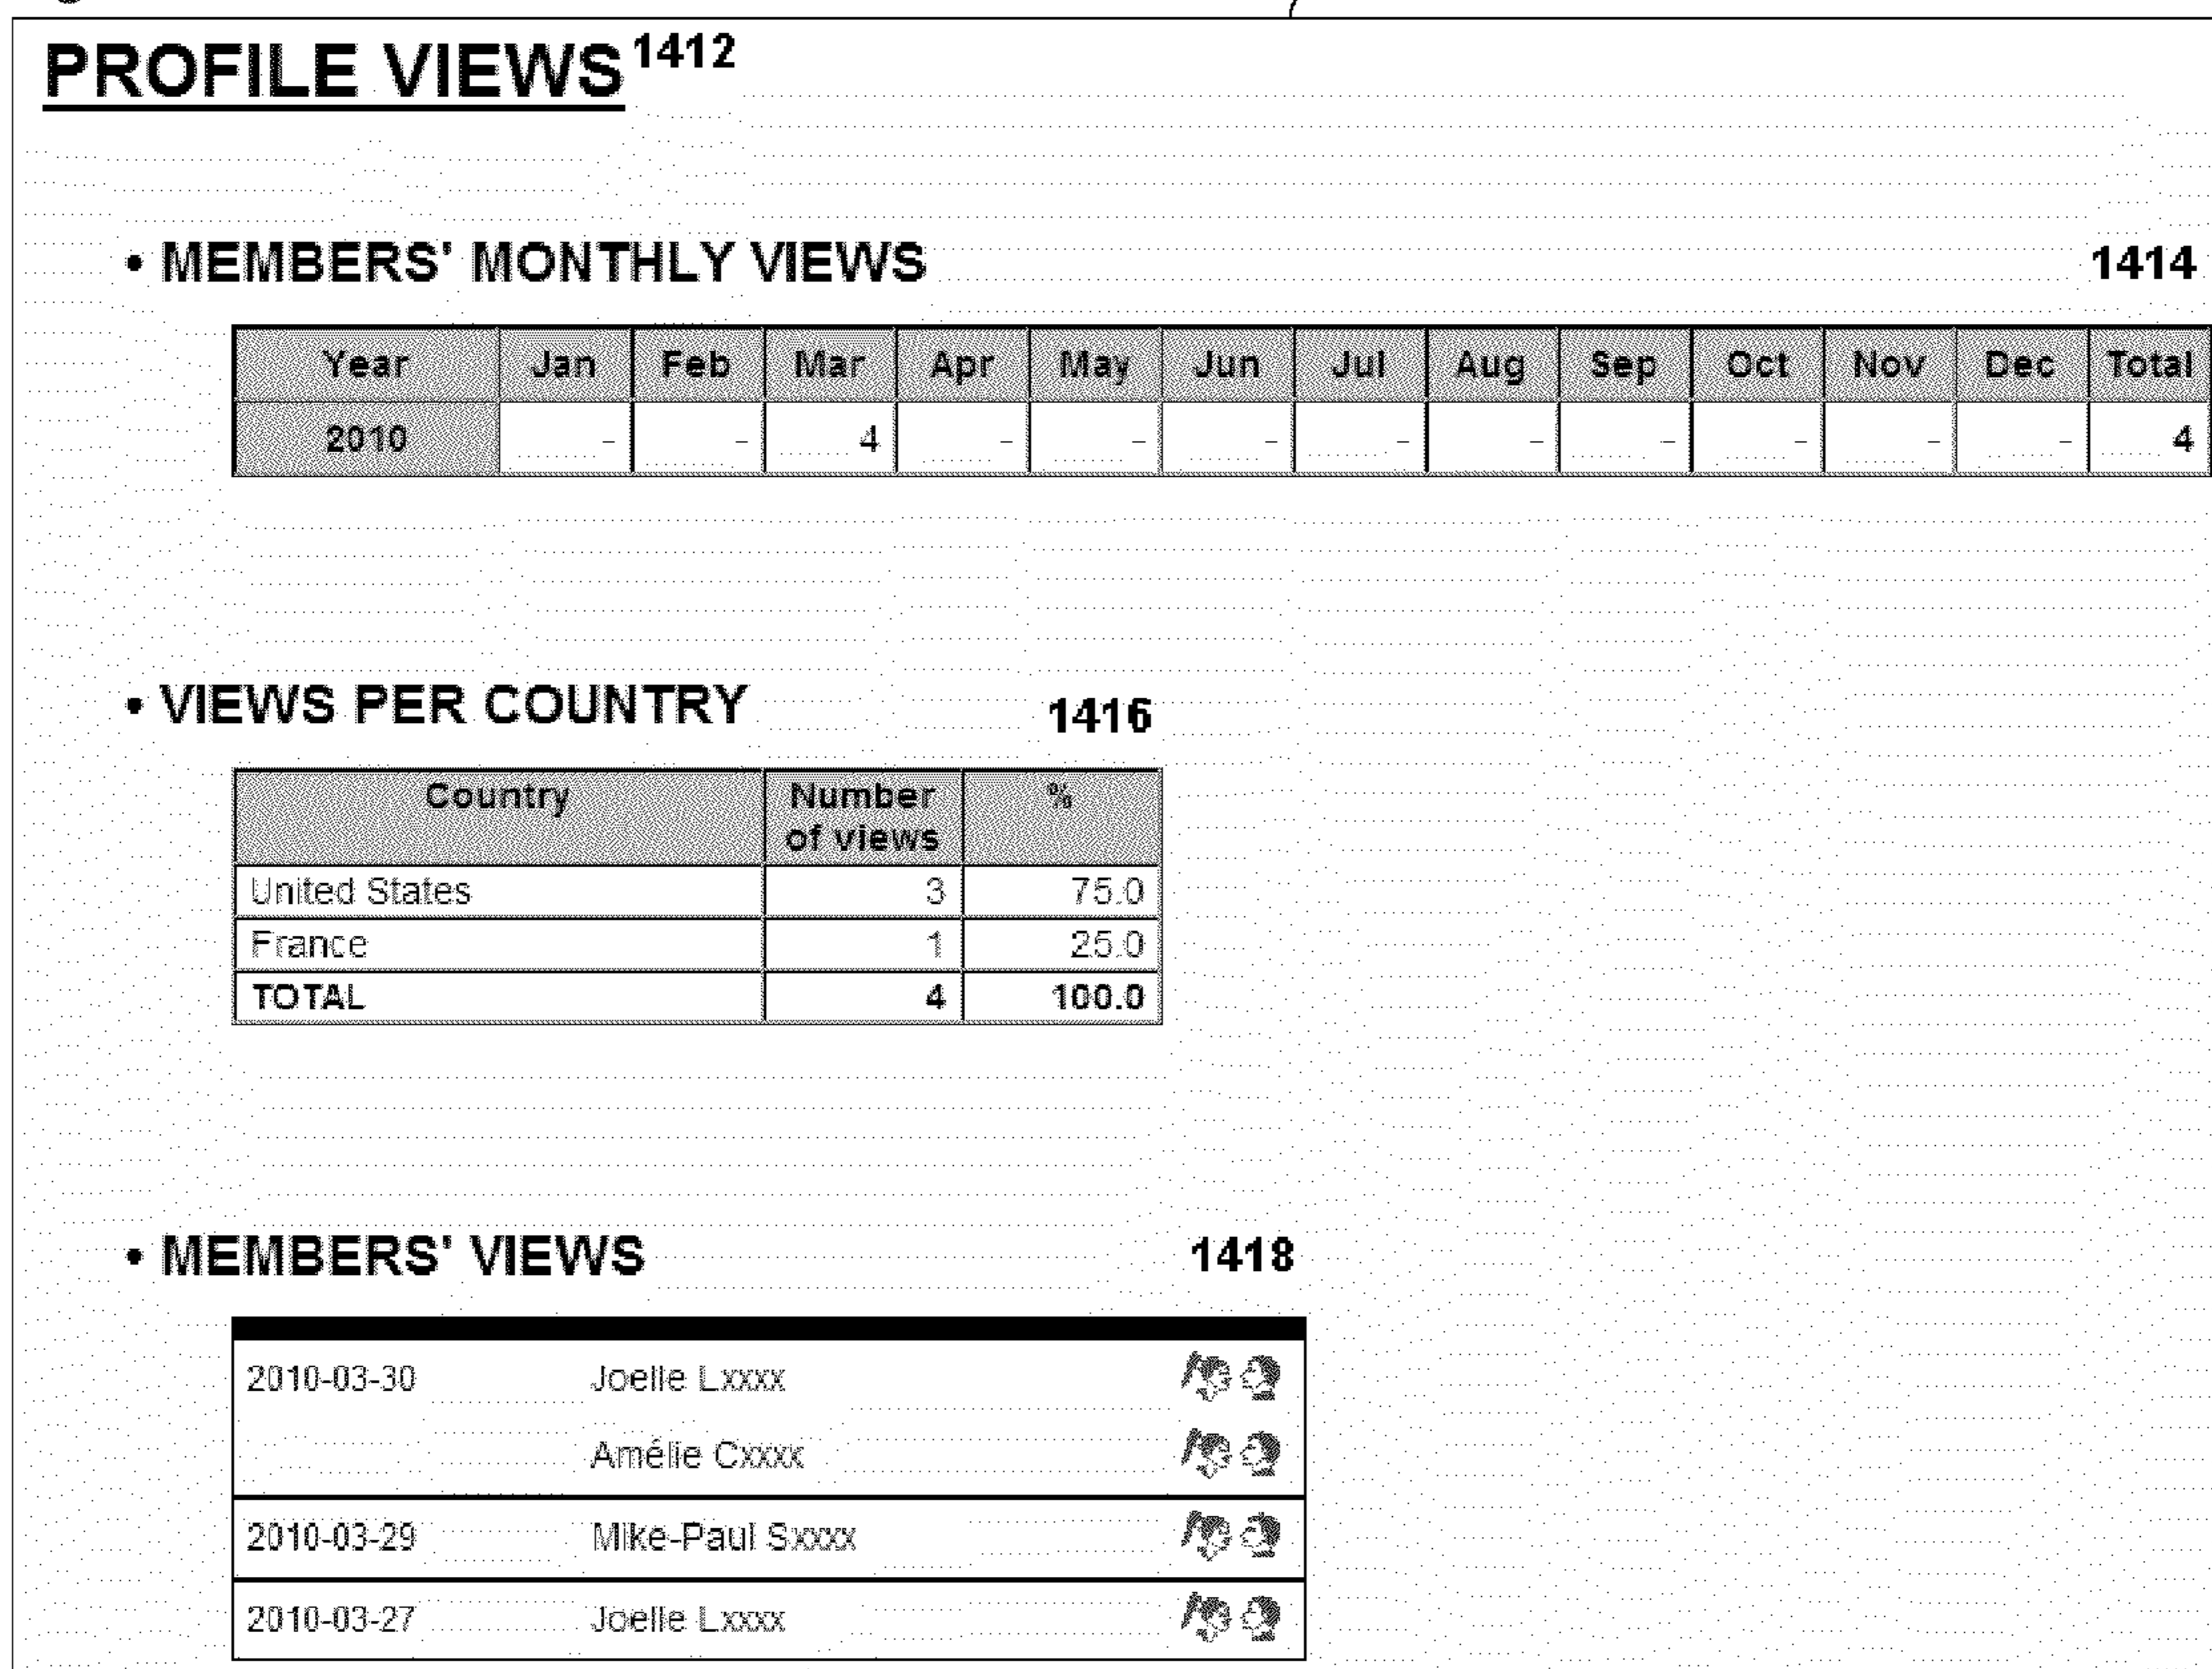 PROFILE VIEWS 1412
• MEMBERS' MONTHLY VIEWS 1414
Year Jan Feb Mar Apr May Jun Jul Aug Sep Oct Nov Dec Total
2010 – – 4 – – – – – – – – – 4
• VIEWS PER COUNTRY 1416
Country Number of views %
United States 3 75.0
France 1 25.0
TOTAL 4 100.0
• MEMBERS' VIEWS 1418
2010-03-30 Joelle Lxxxx
Amélie Cxxxx
2010-03-29 Mike-Paul Sxxxx
2010-03-27 Joelle Lxxxx